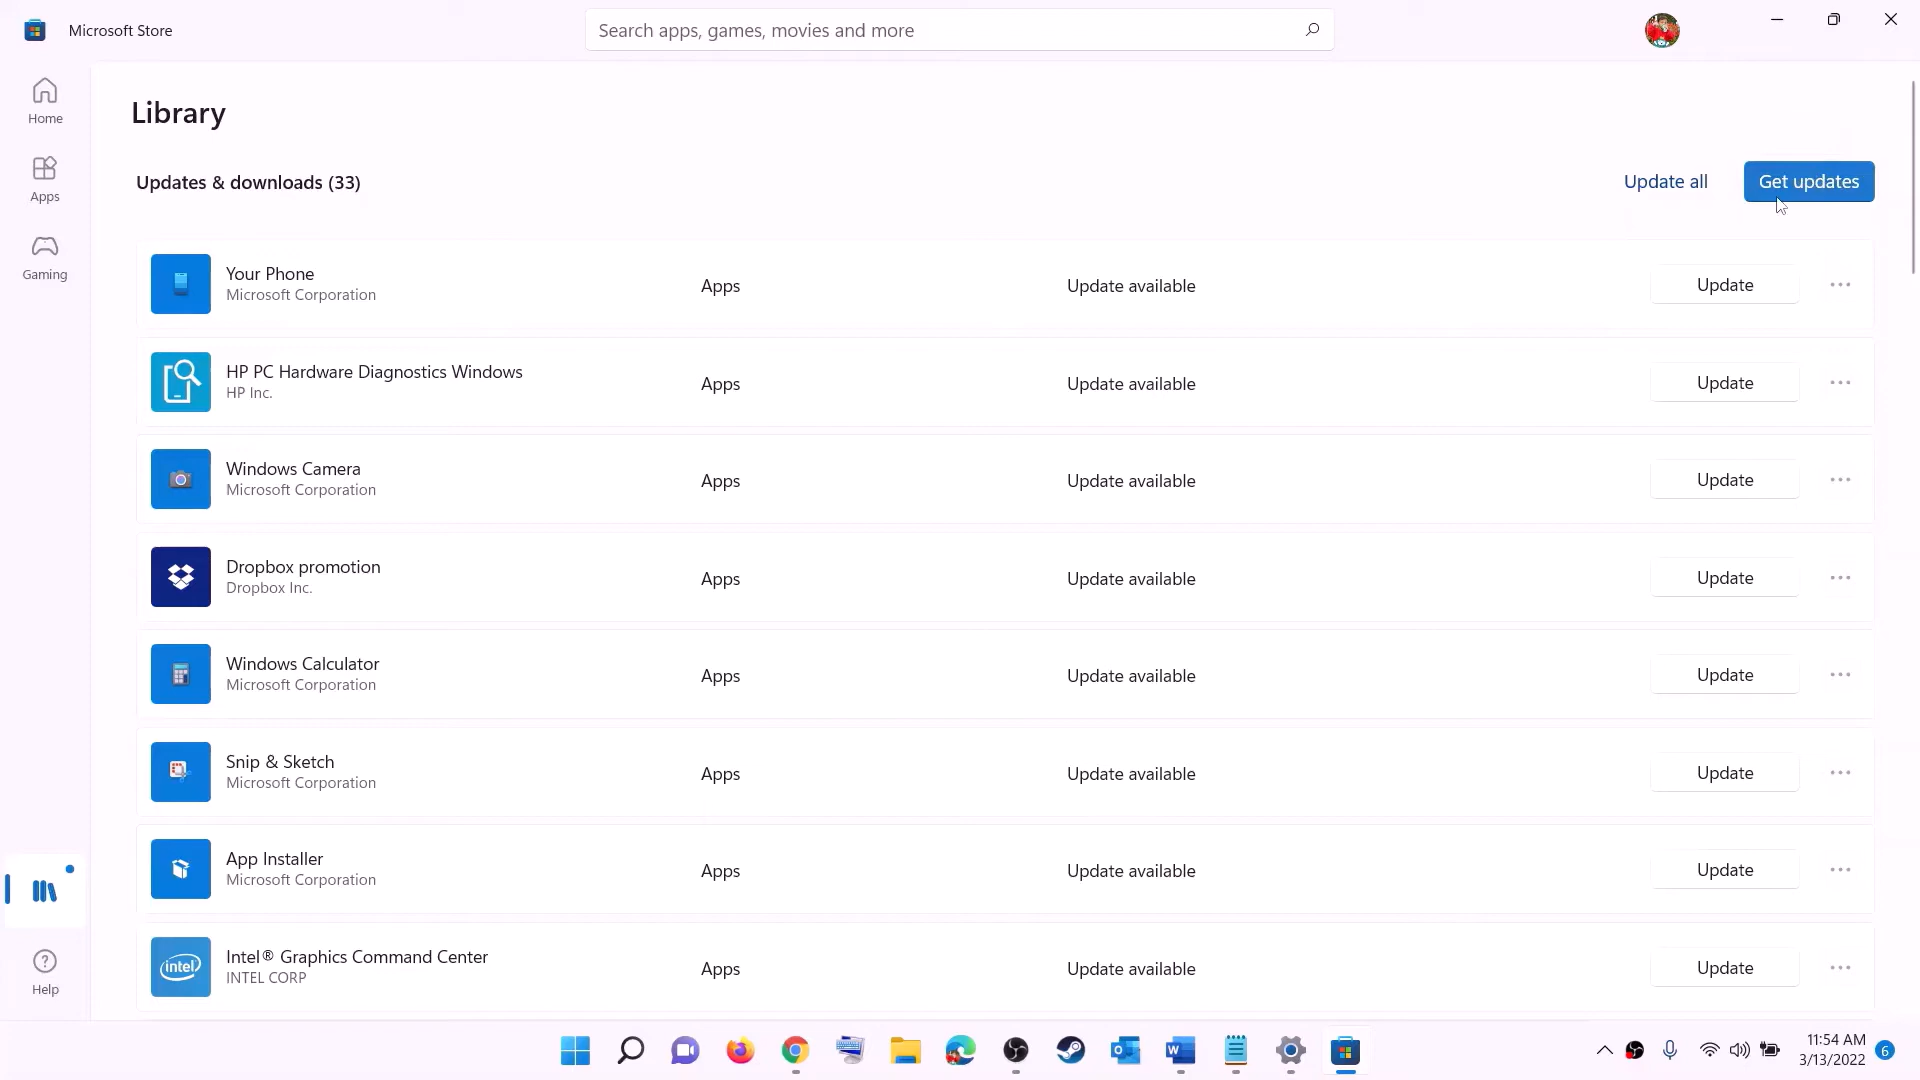 Microsoft Store
Search apps, games, movies and more
Home
Apps
Gaming
Library
Updates & downloads (33)
Update all
Get updates
Your Phone
Microsoft Corporation
Apps
Update available
Update
HP PC Hardware Diagnostics Windows
HP Inc.
Apps
Update available
Update
Windows Camera
Microsoft Corporation
Apps
Update available
Update
Dropbox promotion
Dropbox Inc.
Apps
Update available
Update
Windows Calculator
Microsoft Corporation
Apps
Update available
Update
Snip & Sketch
Microsoft Corporation
Apps
Update available
Update
App Installer
Microsoft Corporation
Apps
Update available
Update
intel
Intel® Graphics Command Center
INTEL CORP
Apps
Update available
Update
Help
11:54 AM
3/13/2022
6